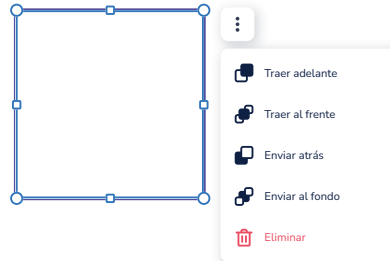 Traer adelante
Traer al frente
Enviar atrás
Enviar al fondo
Eliminar